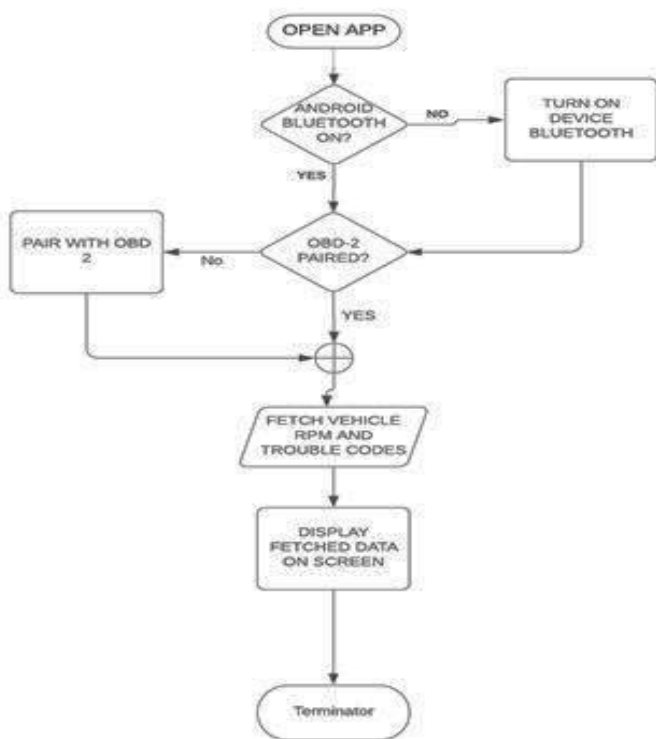 OPEN APP
ANDROID
BLUETOOTH
ON?
NO
TURN ON
DEVICE
BLUETOOTH
YES
PAIR WITH OBD
2
No
OBD-2
PAIRED?
YES
FETCH VEHICLE
RPM AND
TROUBLE CODES
DISPLAY
FETCHED DATA
ON SCREEN
Terminator